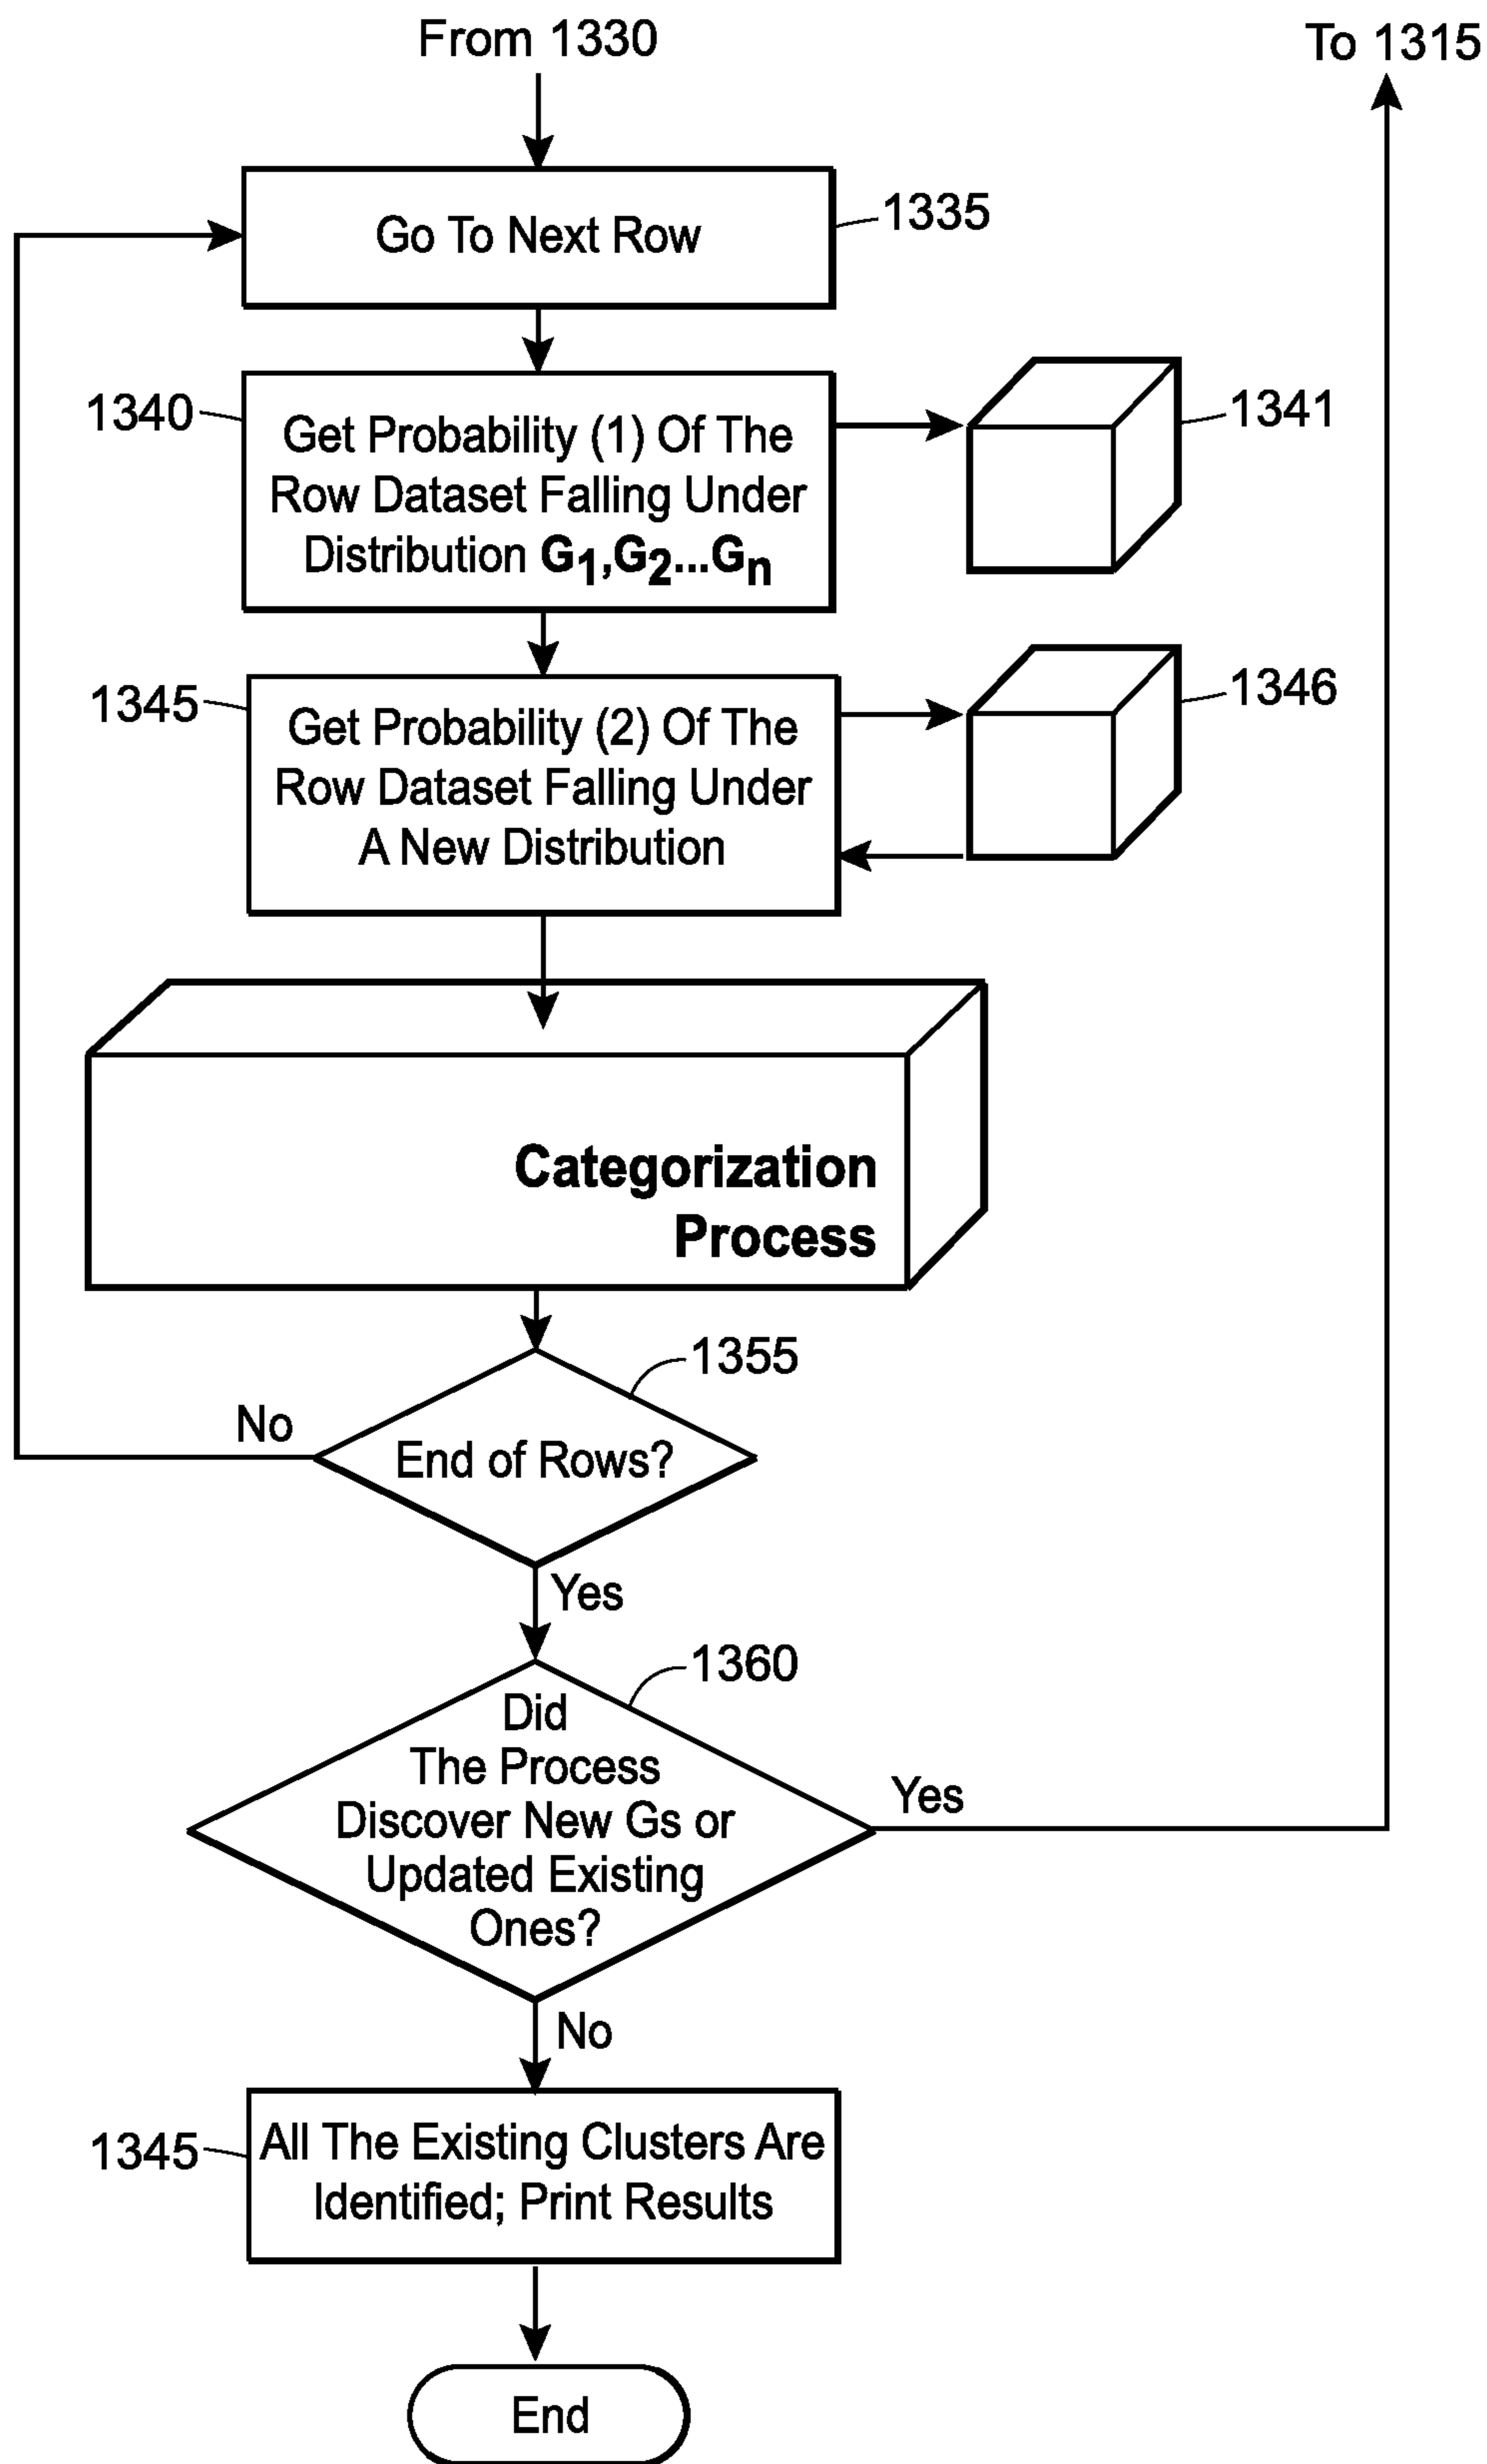 From 1330
To 1315
Go To Next Row
1335
1340
Get Probability (1) Of The
Row Dataset Falling Under
Distribution G1,G2...Gn
1341
1345
Get Probability (2) Of The
Row Dataset Falling Under
A New Distribution
1346
Categorization
Process
1355
No
End of Rows?
Yes
1360
Did
The Process
Discover New Gs or
Updated Existing
Ones?
Yes
No
1345
All The Existing Clusters Are
Identified; Print Results
End